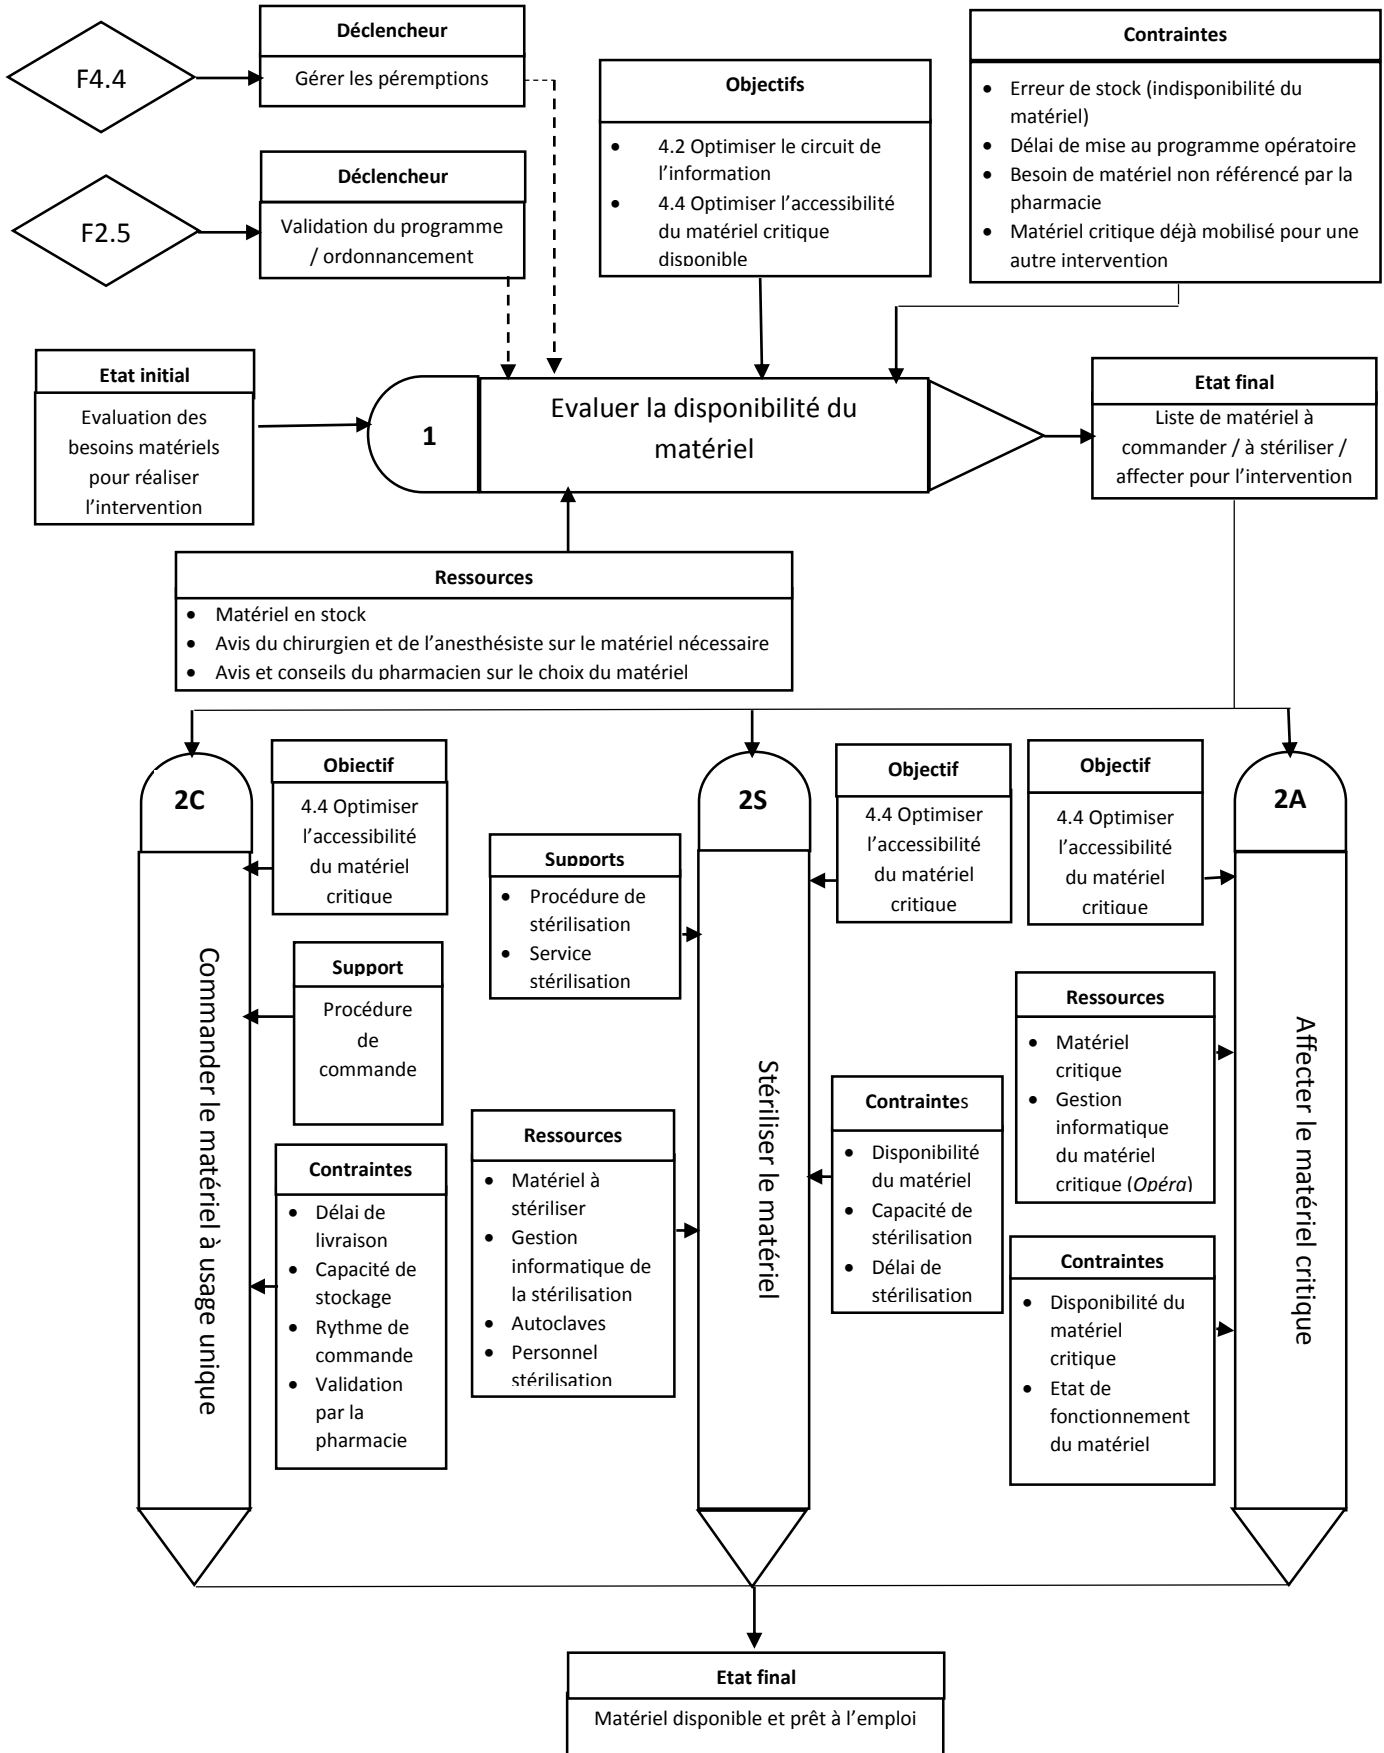 F4.4
Déclencheur
Gérer les péremptions
F2.5
Déclencheur
Validation du programme
/ ordonnancement
Objectifs
• 4.2 Optimiser le circuit de
l’information
• 4.4 Optimiser l’accessibilité
du matériel critique
disponible
Contraintes
• Erreur de stock (indisponibilité du
matériel)
• Délai de mise au programme opératoire
• Besoin de matériel non référencé par la
pharmacie
• Matériel critique déjà mobilisé pour une
autre intervention
Etat initial
Evaluation des
besoins matériels
pour réaliser
l’intervention
1
Evaluer la disponibilité du
matériel
Etat final
Liste de matériel à
commander / à stériliser /
affecter pour l’intervention
Ressources
• Matériel en stock
• Avis du chirurgien et de l’anesthésiste sur le matériel nécessaire
• Avis et conseils du pharmacien sur le choix du matériel
2C
Commander le matériel à usage unique
Objectif
4.4 Optimiser
l’accessibilité
du matériel
critique
Support
Procédure
de
commande
Contraintes
• Délai de
livraison
• Capacité de
stockage
• Rythme de
commande
• Validation
par la
pharmacie
2S
Stériliser le matériel
Supports
• Procédure de
stérilisation
• Service
stérilisation
Ressources
• Matériel à
stériliser
• Gestion
informatique de
la stérilisation
• Autoclaves
• Personnel
stérilisation
Objectif
4.4 Optimiser
l’accessibilité
du matériel
critique
Contraintes
• Disponibilité
du matériel
• Capacité de
stérilisation
• Délai de
stérilisation
2A
Affecter le matériel critique
Objectif
4.4 Optimiser
l’accessibilité
du matériel
critique
Ressources
• Matériel
critique
• Gestion
informatique
du matériel
critique (Opéra)
Contraintes
• Disponibilité du
matériel
critique
• Etat de
fonctionnement
du matériel
Etat final
Matériel disponible et prêt à l’emploi